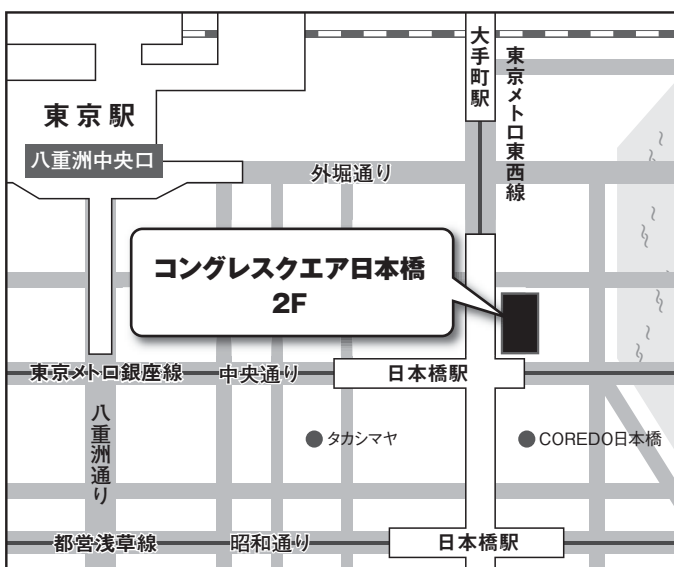 大手町駅
東京メトロ東西線
東京駅
八重洲中央口
外堀通り
コングレスクエア日本橋
2F
東京メトロ銀座線
中央通り
日本橋駅
八重洲通り
タカシマヤ
COREDO日本橋
都営浅草線
昭和通り
日本橋駅